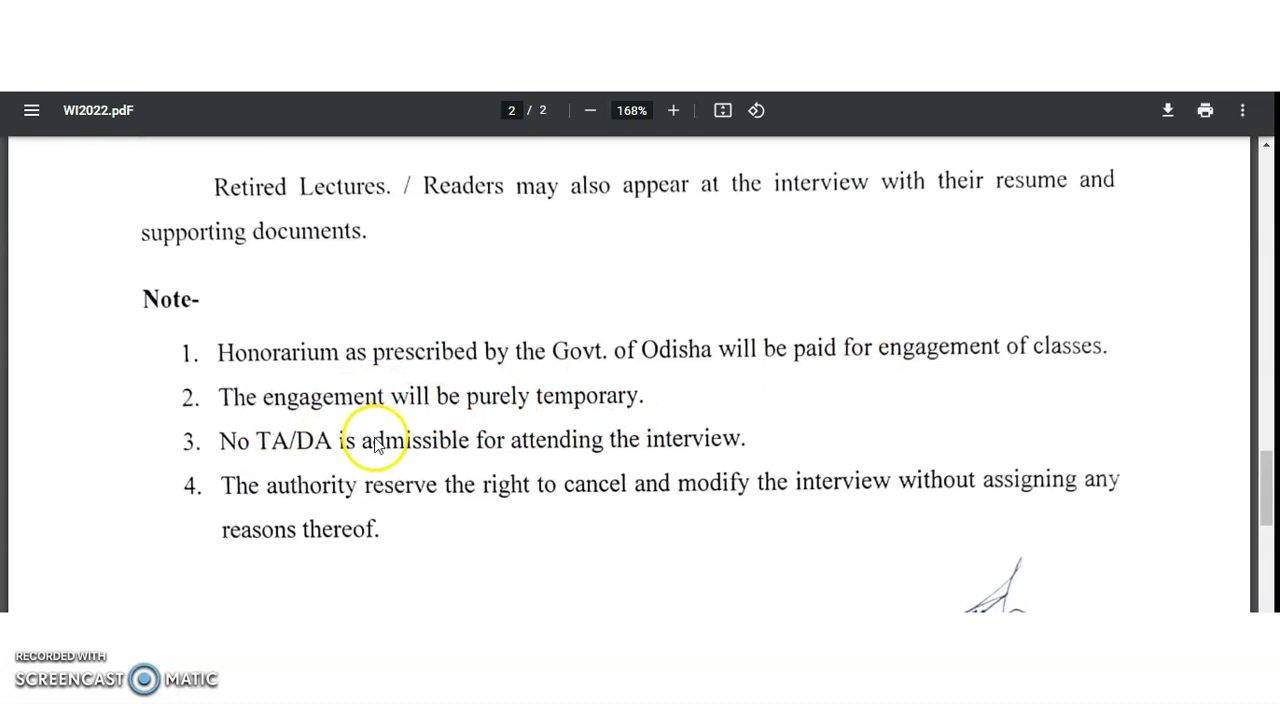 WI2022.pdF
2 / 2
168%
Retired Lectures. / Readers may also appear at the interview with their resume and
supporting documents.
Note-
1. Honorarium as prescribed by the Govt. of Odisha will be paid for engagement of classes.
2. The engagement will be purely temporary.
3. No TA/DA is admissible for attending the interview.
4. The authority reserve the right to cancel and modify the interview without assigning any
reasons thereof.
RECORDED WITH
SCREENCAST MATIC